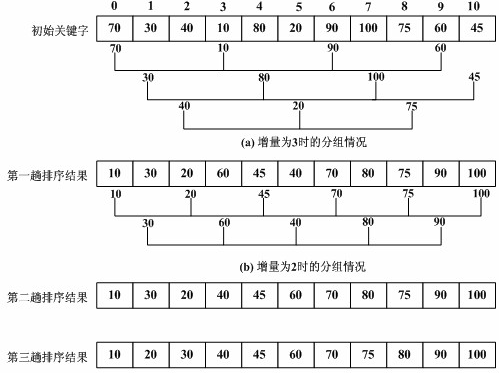 0 1 2 3 4 5 6 7 8 9 10
初始关键字 70 30 40 10 80 20 90 100 75 60 45
70 10 90 60
30 80 100 45
40 20 75
(a) 增量为3时的分组情况
第一趟排序结果 10 30 20 60 45 40 70 80 75 90 100
10 20 45 70 75 100
30 60 40 80 90
(b) 增量为2时的分组情况
第二趟排序结果 10 30 20 40 45 60 70 80 75 90 100
第三趟排序结果 10 20 30 40 45 60 70 75 80 90 100